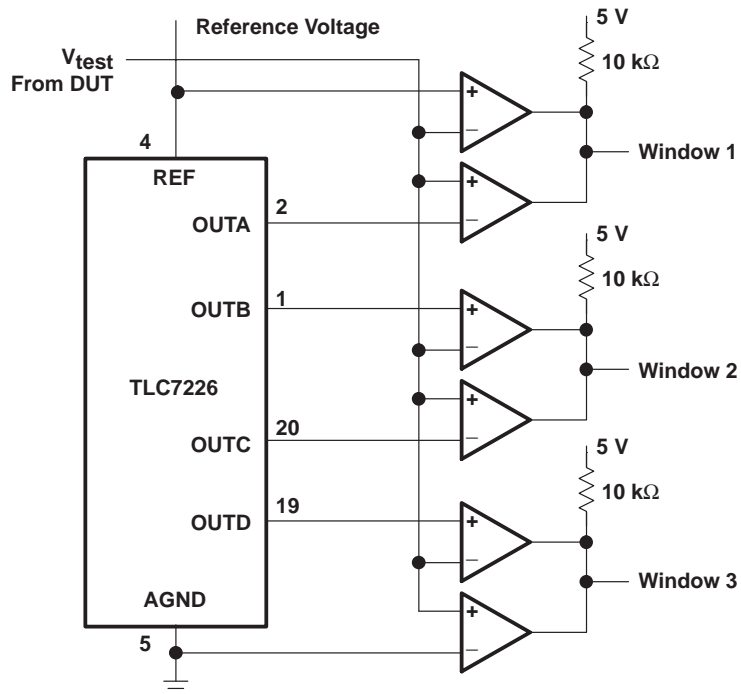 Reference Voltage
5 V
Vtest
From DUT
10 kΩ
+
−
4
Window 1
REF
2
+
OUTA
−
5 V
10 kΩ
1
+
OUTB
−
Window 2
TLC7226
+
20
OUTC
−
5 V
10 kΩ
19
+
OUTD
−
Window 3
AGND
+
5
−